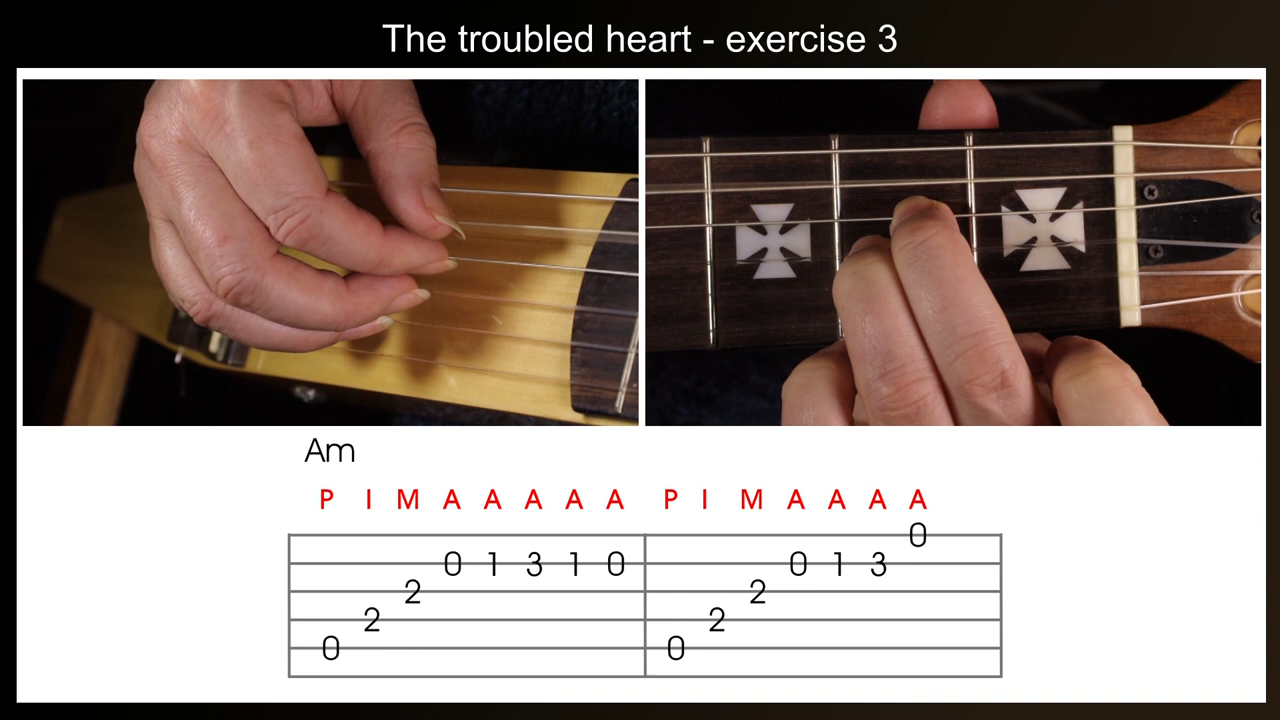 The troubled heart - exercise 3
Am
P I M A A A A A P I M A A A A
0
0 1 3 1 0 0 1 3
2 2
2 2
0 0